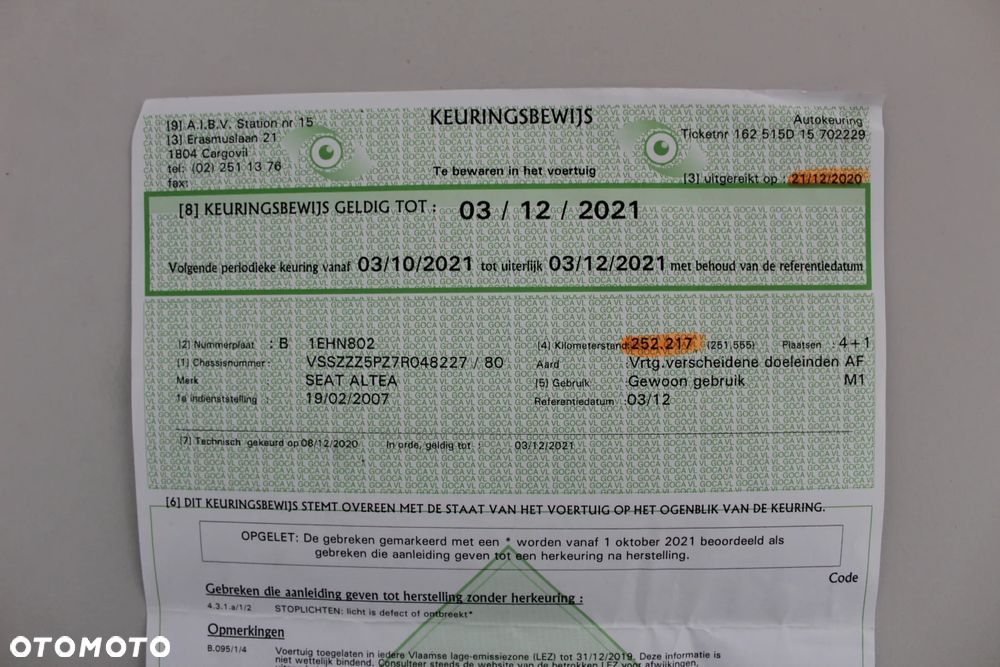 KEURINGSBEWIJS
[9] A.I.B.V. Station nr 15
[3] Erasmuslaan 21
1804 Cargovil
tel: (02) 251 13 76
fax:
Te bewaren in het voertuig
Autokeuring
Ticketnr 162 515D 15 702229
[3] uitgereikt op : 21/12/2020
[8] KEURINGSBEWIJS GELDIG TOT : 03 / 12 / 2021
Volgende periodieke keuring vanaf 03/10/2021 tot uiterlijk 03/12/2021 met behoud van de referentiedatum
[2] Nummerplaat : B 1EHN802
[1] Chassisnummer : VSSZZZ5PZ7R048227 / 80
Merk : SEAT ALTEA
1e indienststelling : 19/02/2007
[4] Kilometerstand: 252.217 (251.555) Plaatsen : 4+1
Aard :Vrtg.verscheidene doeleinden AF
[5] Gebruik :Gewoon gebruik M1
Referentiedatum :03/12
[7] Technisch gekeurd op 08/12/2020 In orde, geldig tot : 03/12/2021
[6] DIT KEURINGSBEWIJS STEMT OVEREEN MET DE STAAT VAN HET VOERTUIG OP HET OGENBLIK VAN DE KEURING.
OPGELET: De gebreken gemarkeerd met een * worden vanaf 1 oktober 2021 beoordeeld als
gebreken die aanleiding geven tot een herkeuring na herstelling.
Code
Gebreken die aanleiding geven tot herstelling zonder herkeuring :
4.3.1.a/1/2 STOPLICHTEN: licht is defect of ontbreekt*
Opmerkingen
B.095/1/4 Voertuig toegelaten in iedere Vlaamse lage-emissiezone (LEZ) tot 31/12/2019. Deze informatie is
niet wettelijk bindend. Consulteer steeds de website van de betrokken LEZ voor afwijkingen,
OTOMOTO